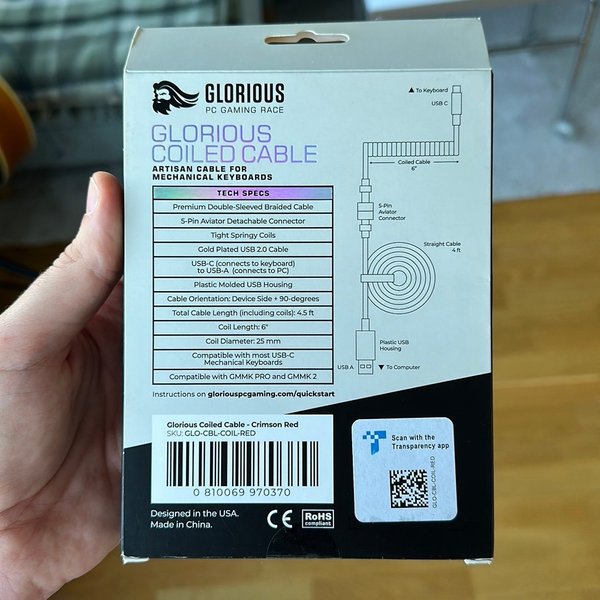 GLORIOUS
PC GAMING RACE
GLORIOUS
COILED CABLE
ARTISAN CABLE FOR
MECHANICAL KEYBOARDS
TECH SPECS
Premium Double-Sleeved Braided Cable
5-Pin Aviator Detachable Connector
Tight Springy Coils
Gold Plated USB 2.0 Cable
USB-C (connects to keyboard)
to USB-A (connects to PC)
Plastic Molded USB Housing
Cable Orientation: Device Side + 90-degrees
Total Cable Length (including coils): 4.5 ft
Coil Length: 6"
Coil Diameter: 25 mm
Compatible with most USB-C
Mechanical Keyboards
Compatible with GMMK PRO and GMMK 2
Instructions on gloriouspcgaming.com/quickstart
▲ To Keyboard
USB C
Coiled Cable
6"
5-Pin
Aviator
Connector
Straight Cable
4 ft
Plastic USB
Housing
USB A
▼ To Computer
Glorious Coiled Cable - Crimson Red
SKU: GLO-CBL-COIL-RED
0 810069 970370
Designed in the USA.
Made in China.
CE
RoHS
compliant
Scan with the
Transparency app
GLO-CBL-COIL-RED